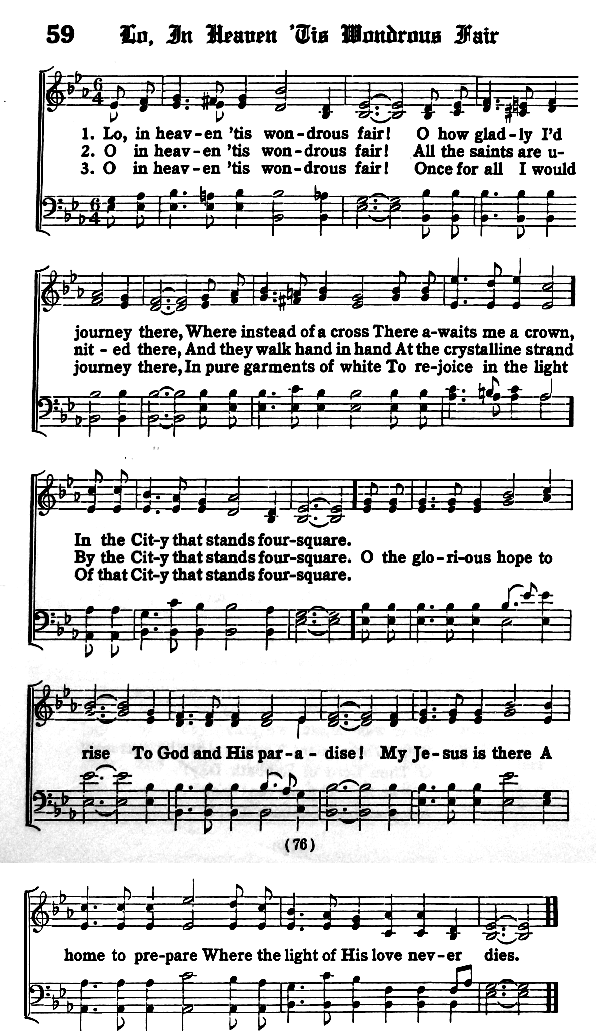 59 Lo, In Heaven 'Tis Wondrous Fair
1. Lo, in heav-en 'tis won-drous fair! O how glad-ly I'd
2. O in heav-en 'tis won-drous fair! All the saints are u-
3. O in heav-en 'tis won-drous fair! Once for all I would
journey there, Where instead of a cross There a-waits me a crown,
nit-ed there, And they walk hand in hand At the crystalline strand
journey there, In pure garments of white To re-joice in the light
In the Cit-y that stands four-square.
By the Cit-y that stands four-square. O the glo-ri-ous hope to
Of that Cit-y that stands four-square.
rise To God and His par-a-dise! My Je-sus is there A
(76)
home to pre-pare Where the light of His love nev-er dies.